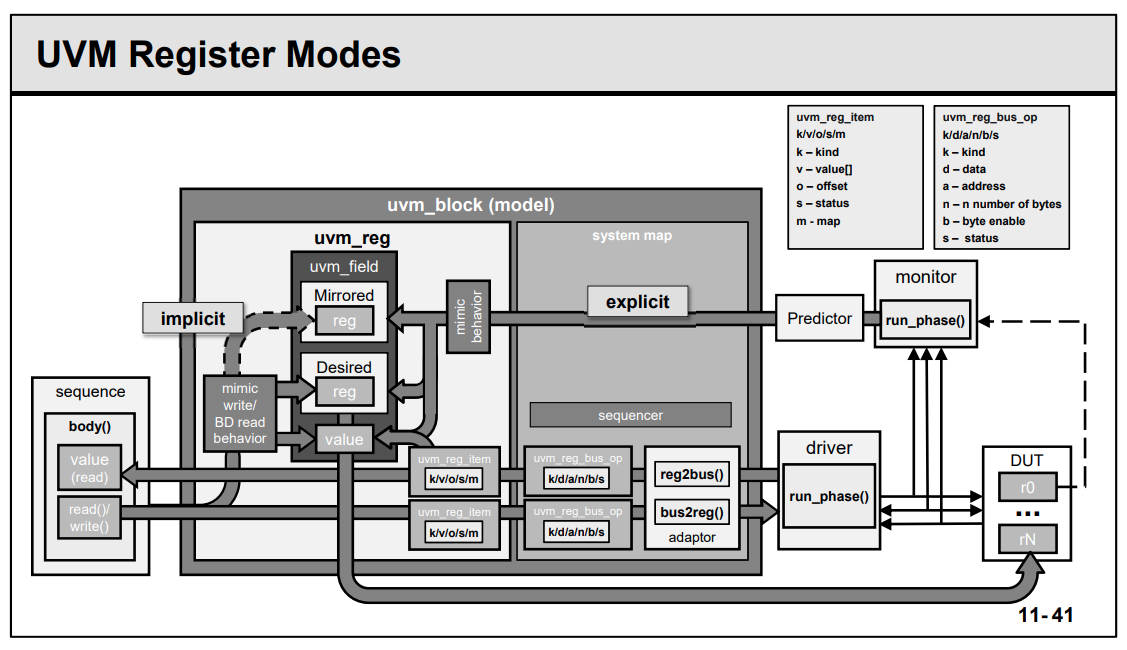 UVM Register Modes
uvm_reg_item
k/v/o/s/m
k – kind
v – value[]
o – offset
s – status
m - map
uvm_reg_bus_op
k/d/a/n/b/s
k – kind
d – data
a – address
n – n number of bytes
b – byte enable
s – status
uvm_block (model)
uvm_reg
system map
uvm_field
Mirrored
reg
implicit
mimic
behavior
explicit
Predictor
monitor
run_phase()
Desired
reg
sequence
body()
value
(read)
read()/
write()
mimic
write/
BD read
behavior
value
sequencer
uvm_reg_item
k/v/o/s/m
uvm_reg_bus_op
k/d/a/n/b/s
reg2bus()
uvm_reg_item
k/v/o/s/m
uvm_reg_bus_op
k/d/a/n/b/s
bus2reg()
adaptor
driver
run_phase()
DUT
r0
...
rN
11- 41